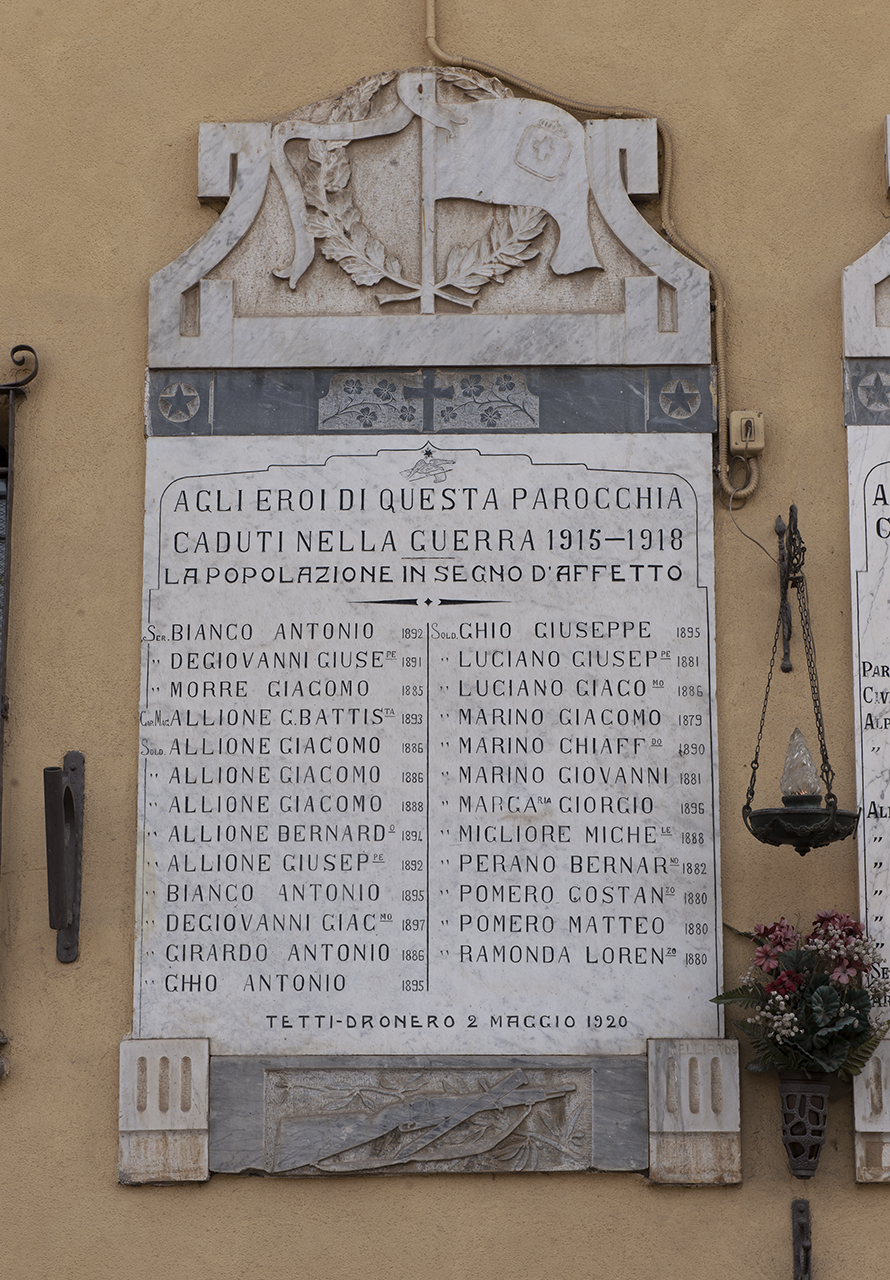 AGLI EROI DI QUESTA PAROCCHIA
CADUTI NELLA GUERRA 1915-1918
LA POPOLAZIONE IN SEGNO D'AFFETTO
SER. BIANCO ANTONIO 1892
" DEGIOVANNI GIUSEPE 1891
" MORRE GIACOMO 1885
CAP. MAG. ALLIONE G. BATTISTA 1893
SOLD. ALLIONE GIACOMO 1886
" ALLIONE GIACOMO 1886
" ALLIONE GIACOMO 1888
" ALLIONE BERNARDO 1894
" ALLIONE GIUSEPPE 1892
" BIANCO ANTONIO 1895
" DEGIOVANNI GIACMO 1897
" GIRARDO ANTONIO 1886
" GHIO ANTONIO 1895
SOLD. GHIO GIUSEPPE 1895
" LUCIANO GIUSEPPE 1881
" LUCIANO GIACOMO 1886
" MARINO GIACOMO 1879
" MARINO CHIAFFDO 1890
" MARINO GIOVANNI 1881
" MARGARIA GIORGIO 1896
" MIGLIORE MICHELE 1888
" PERANO BERNARNO 1882
" POMERO COSTANZO 1880
" POMERO MATTEO 1880
" RAMONDA LORENZO 1880
TETTI-DRONERO 2 MAGGIO 1920